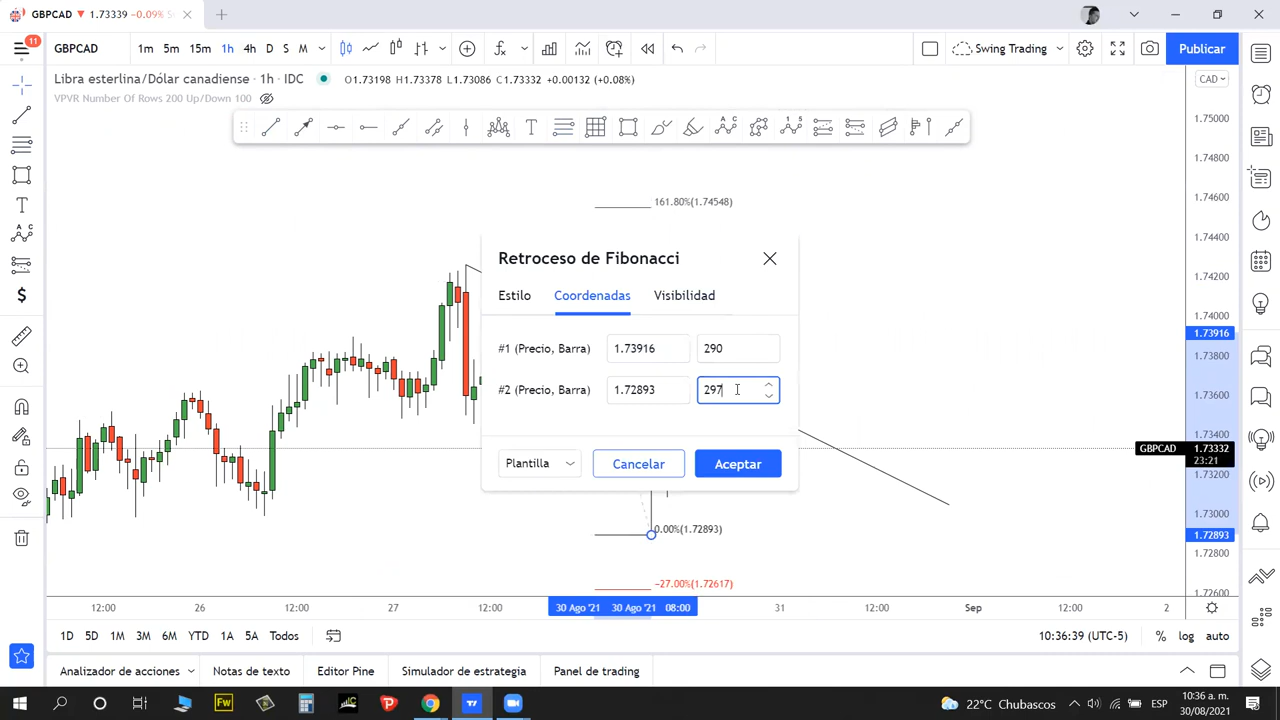 GBPCAD 1.73339 -0.09%
11
GBPCAD 1m 5m 15m 1h 4h D S M Swing Trading Publicar
Libra esterlina/Dólar canadiense · 1h · IDC O1.73198 H1.73378 L1.73086 C1.73332 +0.00132 (+0.08%)
CAD
VPVR Number Of Rows 200 Up/Down 100
1.75000
1.74800
161.80%(1.74548)
1.74600
1.74400
Retroceso de Fibonacci
1.74200
Estilo Coordenadas Visibilidad
1.74000
1.73916
#1 (Precio, Barra) 1.73916 290
1.73800
#2 (Precio, Barra) 1.72893 297
1.73600
1.73400
GBPCAD 1.73332
23:21
Plantilla Cancelar Aceptar
1.73200
1.73000
0.00%(1.72893)
1.72893
1.72800
-27.00%(1.72617)
1.72600
12:00 26 12:00 27 12:00 30 Ago '21 30 Ago '21 08:00 31 12:00 Sep 12:00 2
1D 5D 1M 3M 6M YTD 1A 5A Todos 10:36:39 (UTC-5) % log auto
Analizador de acciones Notas de texto Editor Pine Simulador de estrategia Panel de trading
Fw 22°C Chubascos ESP 10:36 a. m.
30/08/2021